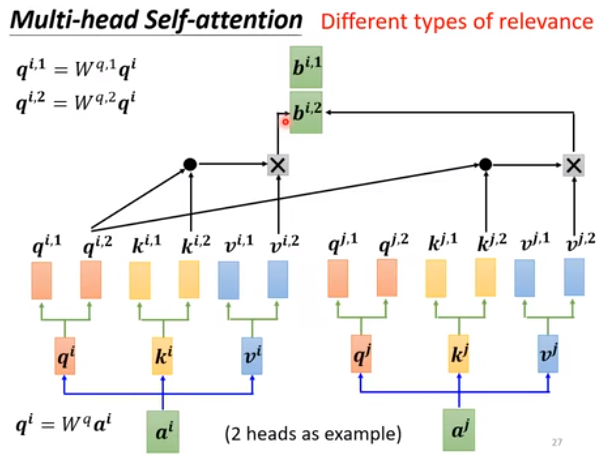 Multi-head Self-attention Different types of relevance
q^{i,1} = W^{q,1}q^i
q^{i,2} = W^{q,2}q^i
b^{i,1}
b^{i,2}
q^{i,1} q^{i,2} k^{i,1} k^{i,2} v^{i,1} v^{i,2} q^{j,1} q^{j,2} k^{j,1} k^{j,2} v^{j,1} v^{j,2}
q^i k^i v^i q^j k^j v^j
q^i = W^q a^i
a^i (2 heads as example) a^j
27